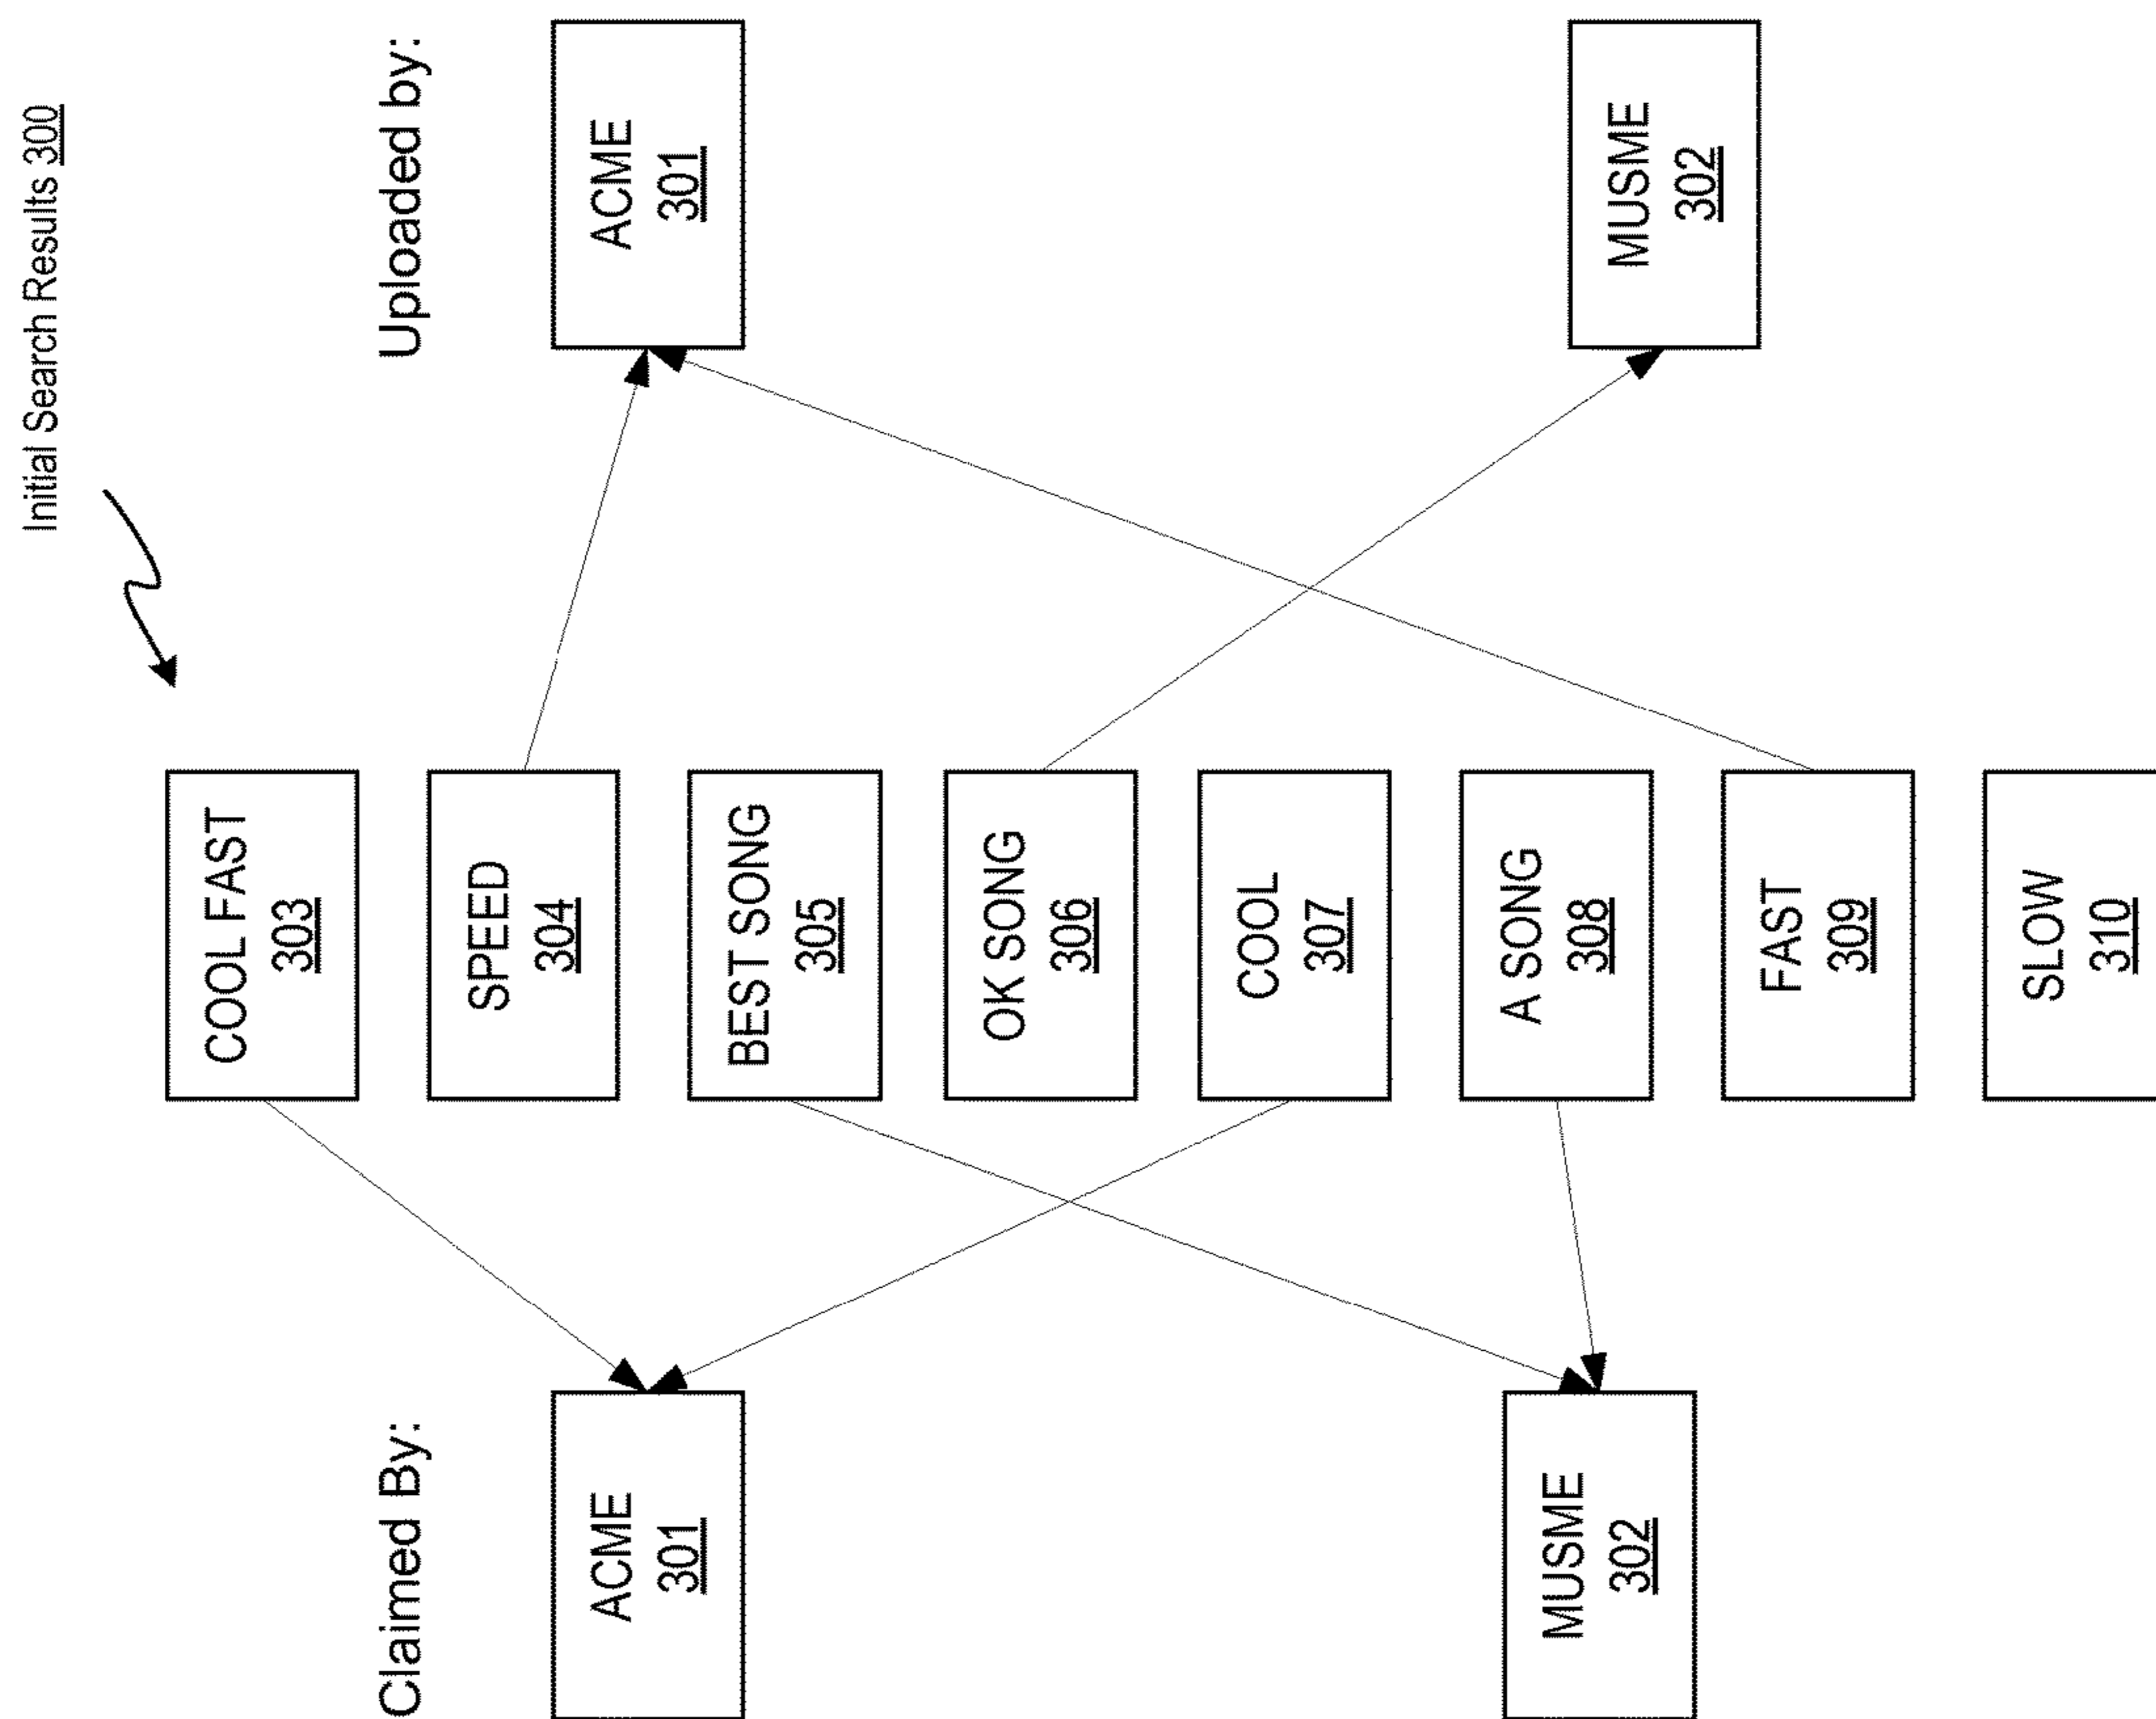 Initial Search Results 300
Claimed By:
Uploaded by:
COOL FAST
303
SPEED
304
ACME
301
ACME
301
BEST SONG
305
OK SONG
306
COOL
307
A SONG
308
MUSME
302
MUSME
302
FAST
309
SLOW
310